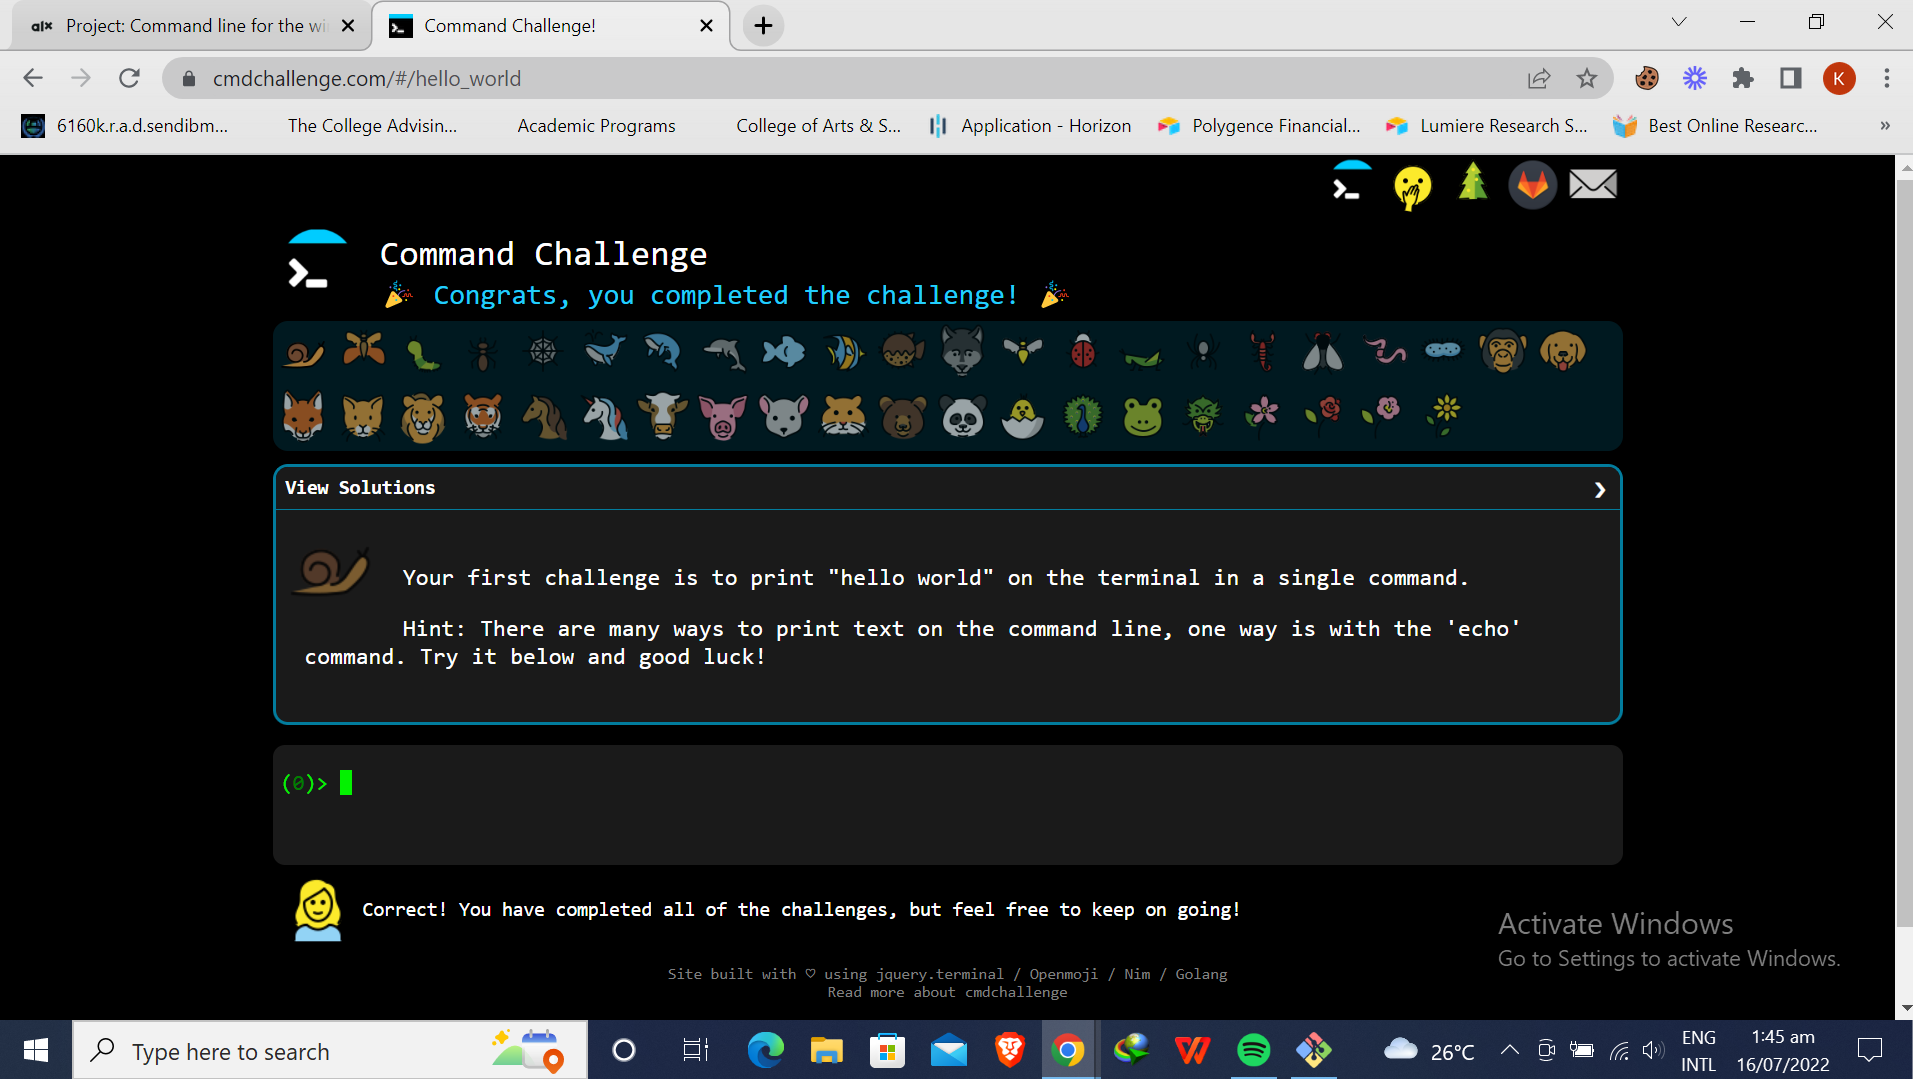 alx Project: Command line for the wi
Command Challenge!
cmdchallenge.com/#/hello_world
K
6160k.r.a.d.sendibm...
The College Advisin...
Academic Programs
College of Arts & S...
Application - Horizon
Polygence Financial...
Lumiere Research S...
Best Online Researc...
»
Command Challenge
Congrats, you completed the challenge!
View Solutions
Your first challenge is to print "hello world" on the terminal in a single command.
Hint: There are many ways to print text on the command line, one way is with the 'echo'
command. Try it below and good luck!
(0)>
Correct! You have completed all of the challenges, but feel free to keep on going!
Activate Windows
Go to Settings to activate Windows.
Site built with ♡ using jquery.terminal / Openmoji / Nim / Golang
Read more about cmdchallenge
Type here to search
26°C
ENG
INTL
1:45 am
16/07/2022